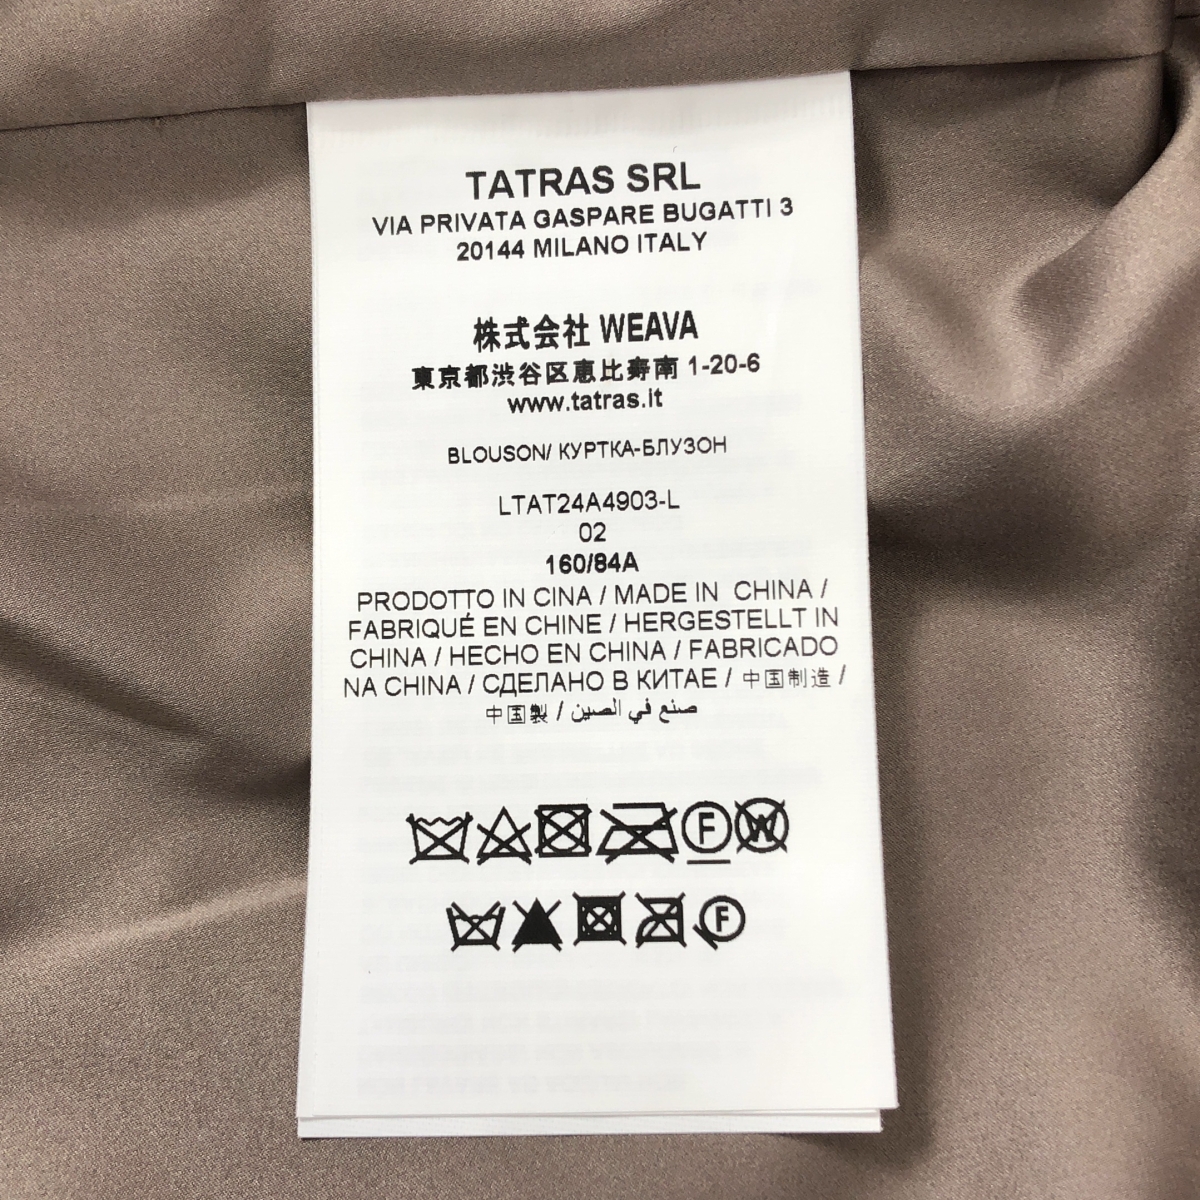 TATRAS SRL
VIA PRIVATA GASPARE BUGATTI 3
20144 MILANO ITALY
株式会社 WEAVA
東京都渋谷区恵比寿南 1-20-6
www.tatras.it
BLOUSON/ КУРТКА-БЛУЗОН
LTAT24A4903-L
02
160/84A
PRODOTTO IN CINA / MADE IN CHINA /
FABRIQUÉ EN CHINE / HERGESTELLT IN
CHINA / HECHO EN CHINA / FABRICADO
NA CHINA / СДЕЛАНО В КИТАЕ / 中国制造 /
中国製 / صنع في الصين
F W
F